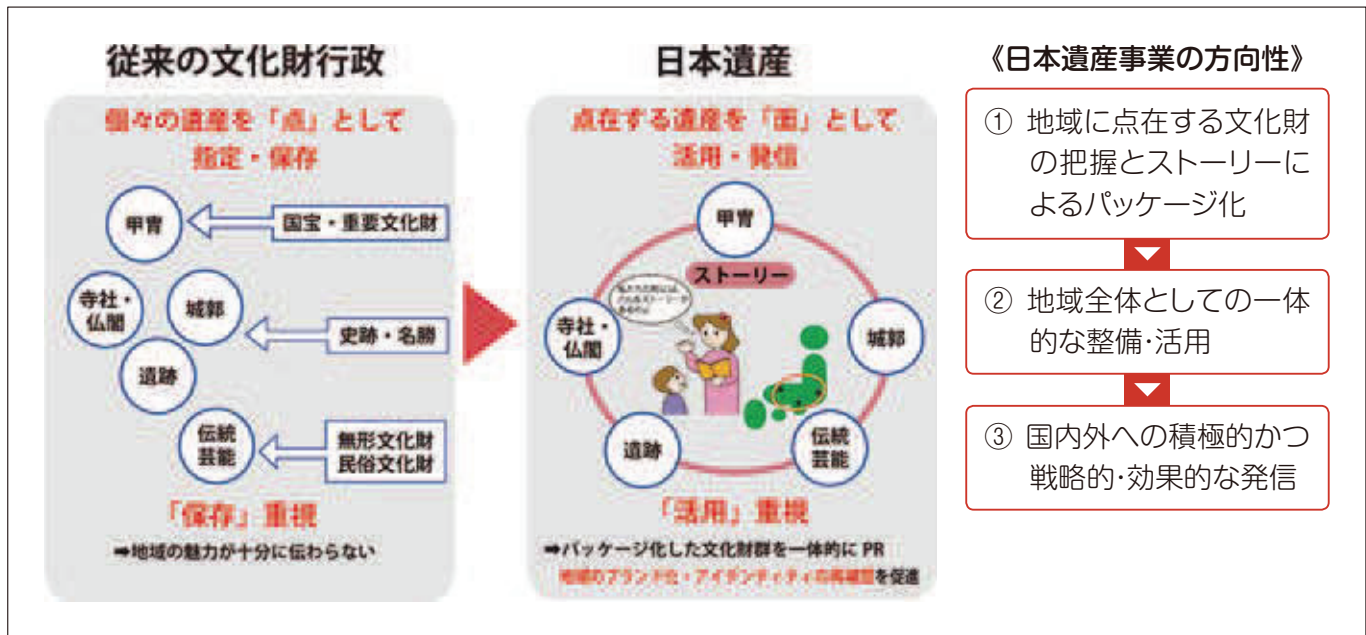 従来の文化財行政
個々の遺産を「点」として
指定・保存
甲冑
国宝・重要文化財
寺社・
仏閣
城郭
史跡・名勝
遺跡
伝統
芸能
無形文化財
民俗文化財
「保存」重視
➡地域の魅力が十分に伝わらない
日本遺産
点在する遺産を「面」として
活用・発信
甲冑
ストーリー
寺社・
仏閣
城郭
遺跡
伝統
芸能
「活用」重視
➡パッケージ化した文化財群を一体的に PR
地域のブランド化・アイデンティティの再確認を促進
《日本遺産事業の方向性》
① 地域に点在する文化財
の把握とストーリーに
よるパッケージ化
② 地域全体としての一体
的な整備・活用
③ 国内外への積極的かつ
戦略的・効果的な発信